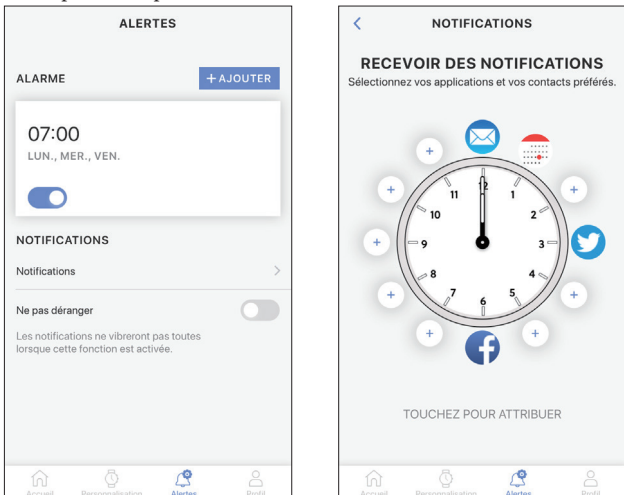 ALERTES
ALARME
+ AJOUTER
07:00
LUN., MER., VEN.
NOTIFICATIONS
Notifications
Ne pas déranger
Les notifications ne vibreront pas toutes
lorsque cette fonction est activée.
Accueil Personnalisation Alertes Profil
NOTIFICATIONS
RECEVOIR DES NOTIFICATIONS
Sélectionnez vos applications et vos contacts préférés.
12
1
2
3
4
5
6
7
8
9
10
11
TOUCHEZ POUR ATTRIBUER
Accueil Personnalisation Alertes Profil